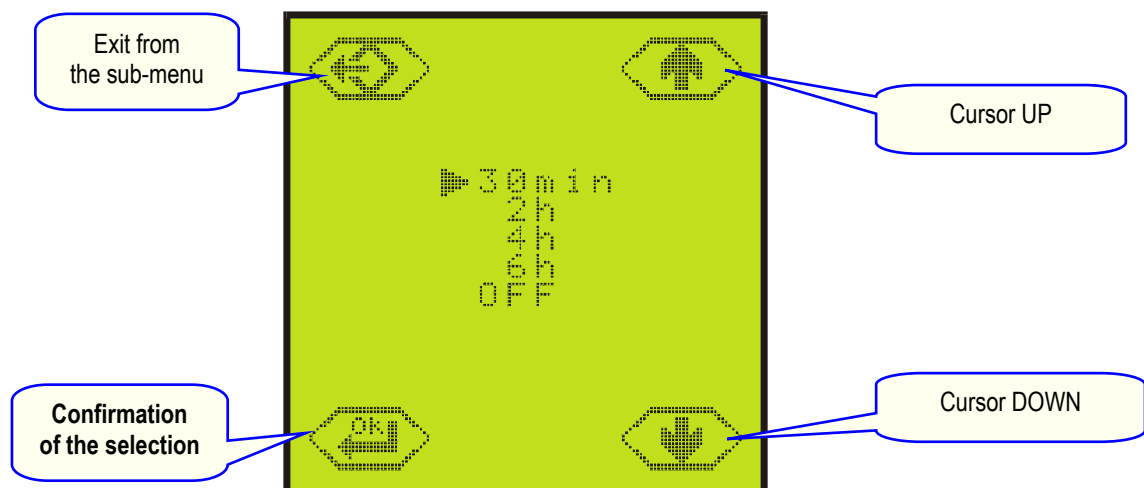 Exit from
the sub-menu
Cursor UP
30min
2h
4h
6h
OFF
Confirmation
of the selection
Ok
Cursor DOWN